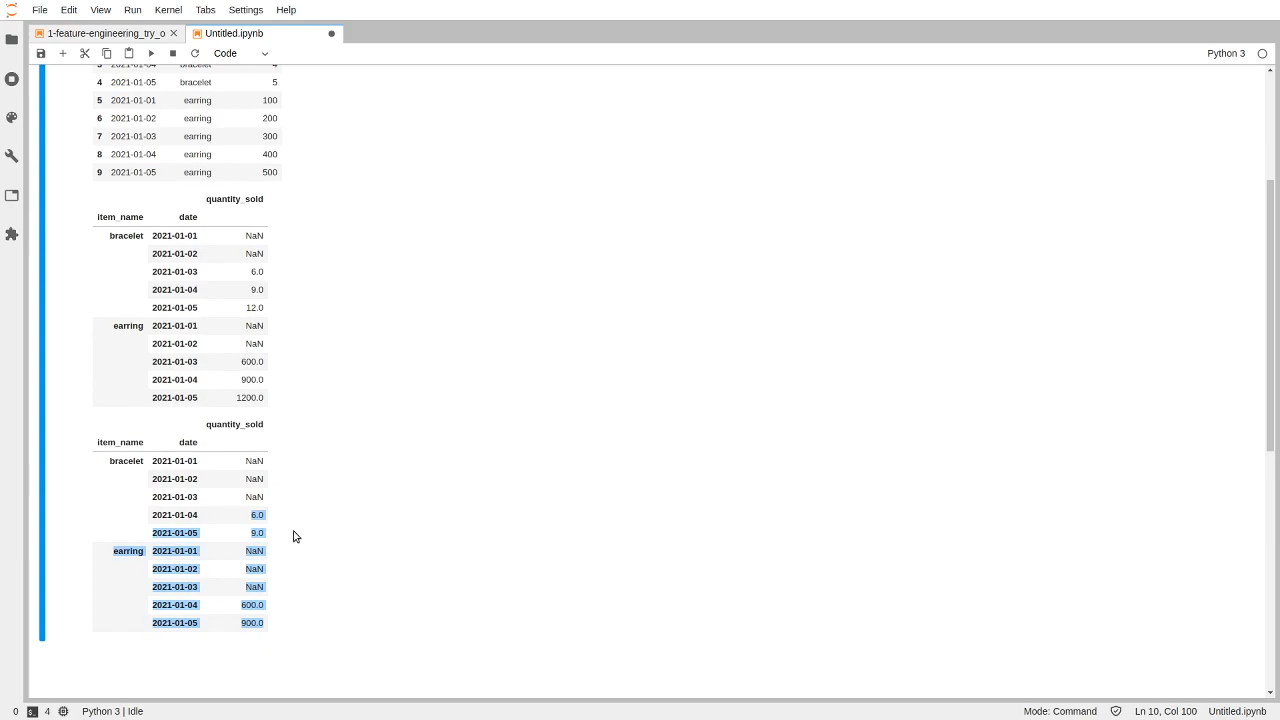 File Edit View Run Kernel Tabs Settings Help
1-feature-engineering_try_o Untitled.ipynb
Code Python 3
3 2021-01-04 bracelet 4
4 2021-01-05 bracelet 5
5 2021-01-01 earring 100
6 2021-01-02 earring 200
7 2021-01-03 earring 300
8 2021-01-04 earring 400
9 2021-01-05 earring 500
quantity_sold
item_name date
bracelet 2021-01-01 NaN
2021-01-02 NaN
2021-01-03 6.0
2021-01-04 9.0
2021-01-05 12.0
earring 2021-01-01 NaN
2021-01-02 NaN
2021-01-03 600.0
2021-01-04 900.0
2021-01-05 1200.0
quantity_sold
item_name date
bracelet 2021-01-01 NaN
2021-01-02 NaN
2021-01-03 NaN
2021-01-04 6.0
2021-01-05 9.0
earring 2021-01-01 NaN
2021-01-02 NaN
2021-01-03 NaN
2021-01-04 600.0
2021-01-05 900.0
0 4 Python 3 | Idle Mode: Command Ln 10, Col 100 Untitled.ipynb